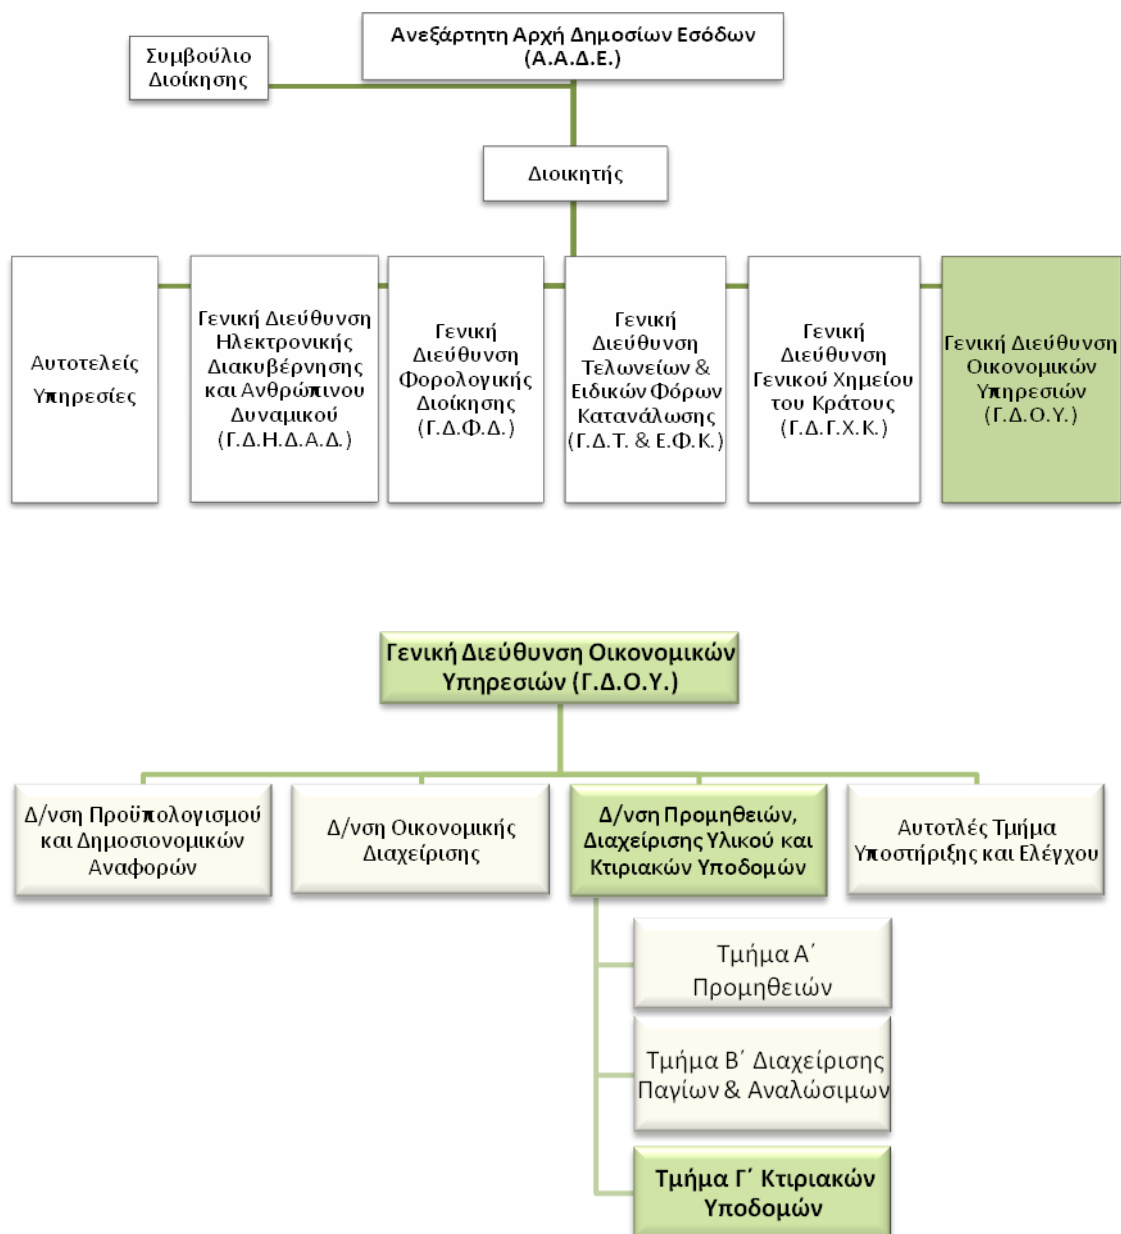 Ανεξάρτητη Αρχή Δημοσίων Εσόδων
(Α.Α.Δ.Ε.)
Συμβούλιο
Διοίκησης
Διοικητής
Αυτοτελείς
Υπηρεσίες
Γενική Διεύθυνση
Ηλεκτρονικής
Διακυβέρνησης
και Ανθρώπινου
Δυναμικού
(Γ.Δ.Η.Δ.Α.Δ.)
Γενική
Διεύθυνση
Φορολογικής
Διοίκησης
(Γ.Δ.Φ.Δ.)
Γενική
Διεύθυνση
Τελωνείων &
Ειδικών Φόρων
Κατανάλωσης
(Γ.Δ.Τ. & Ε.Φ.Κ.)
Γενική
Διεύθυνση
Γενικού Χημείου
του Κράτους
(Γ.Δ.Γ.Χ.Κ.)
Γενική Διεύθυνση
Οικονομικών
Υπηρεσιών
(Γ.Δ.Ο.Υ.)
Γενική Διεύθυνση Οικονομικών
Υπηρεσιών (Γ.Δ.Ο.Υ.)
Δ/νση Προϋπολογισμού
και Δημοσιονομικών
Αναφορών
Δ/νση Οικονομικής
Διαχείρισης
Δ/νση Προμηθειών,
Διαχείρισης Υλικού και
Κτιριακών Υποδομών
Αυτοτλές Τμήμα
Υποστήριξης και Ελέγχου
Τμήμα Α΄
Προμηθειών
Τμήμα Β΄ Διαχείρισης
Παγίων & Αναλώσιμων
Τμήμα Γ΄ Κτιριακών
Υποδομών